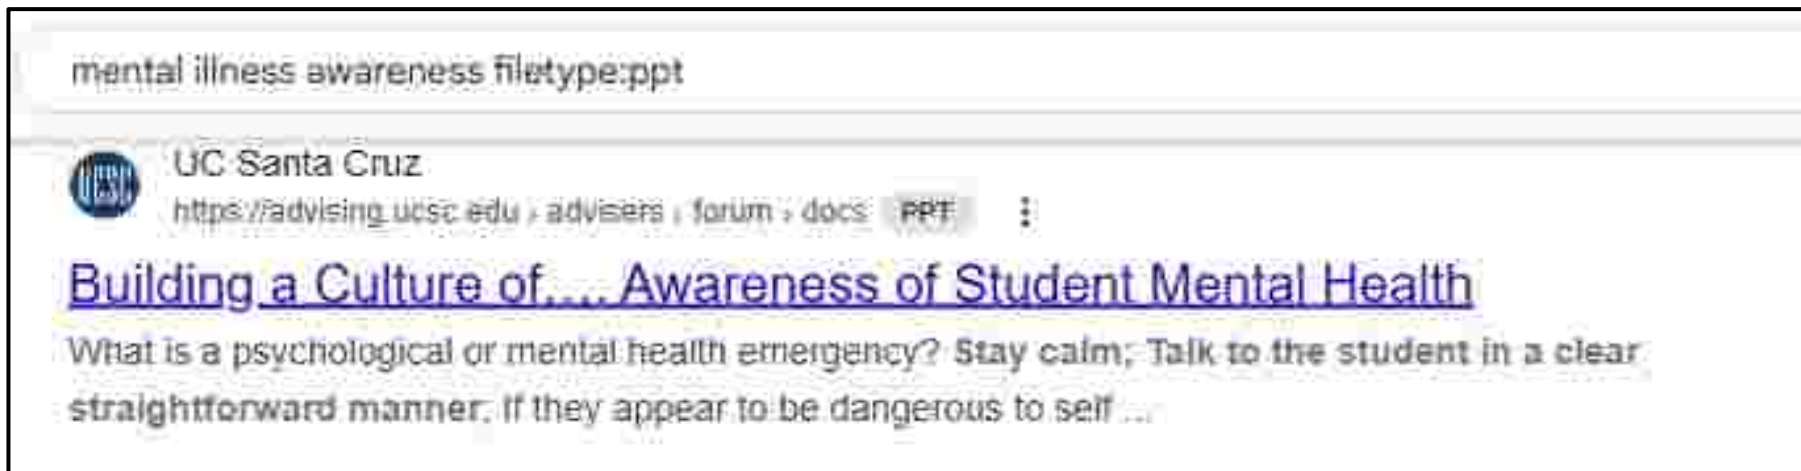 mental illness awareness filetype:ppt
UCSC
UC Santa Cruz
https://advising.ucsc.edu › advisers › forum › docs PPT
Building a Culture of.... Awareness of Student Mental Health
What is a psychological or mental health emergency? Stay calm; Talk to the student in a clear
straightforward manner. If they appear to be dangerous to self ...